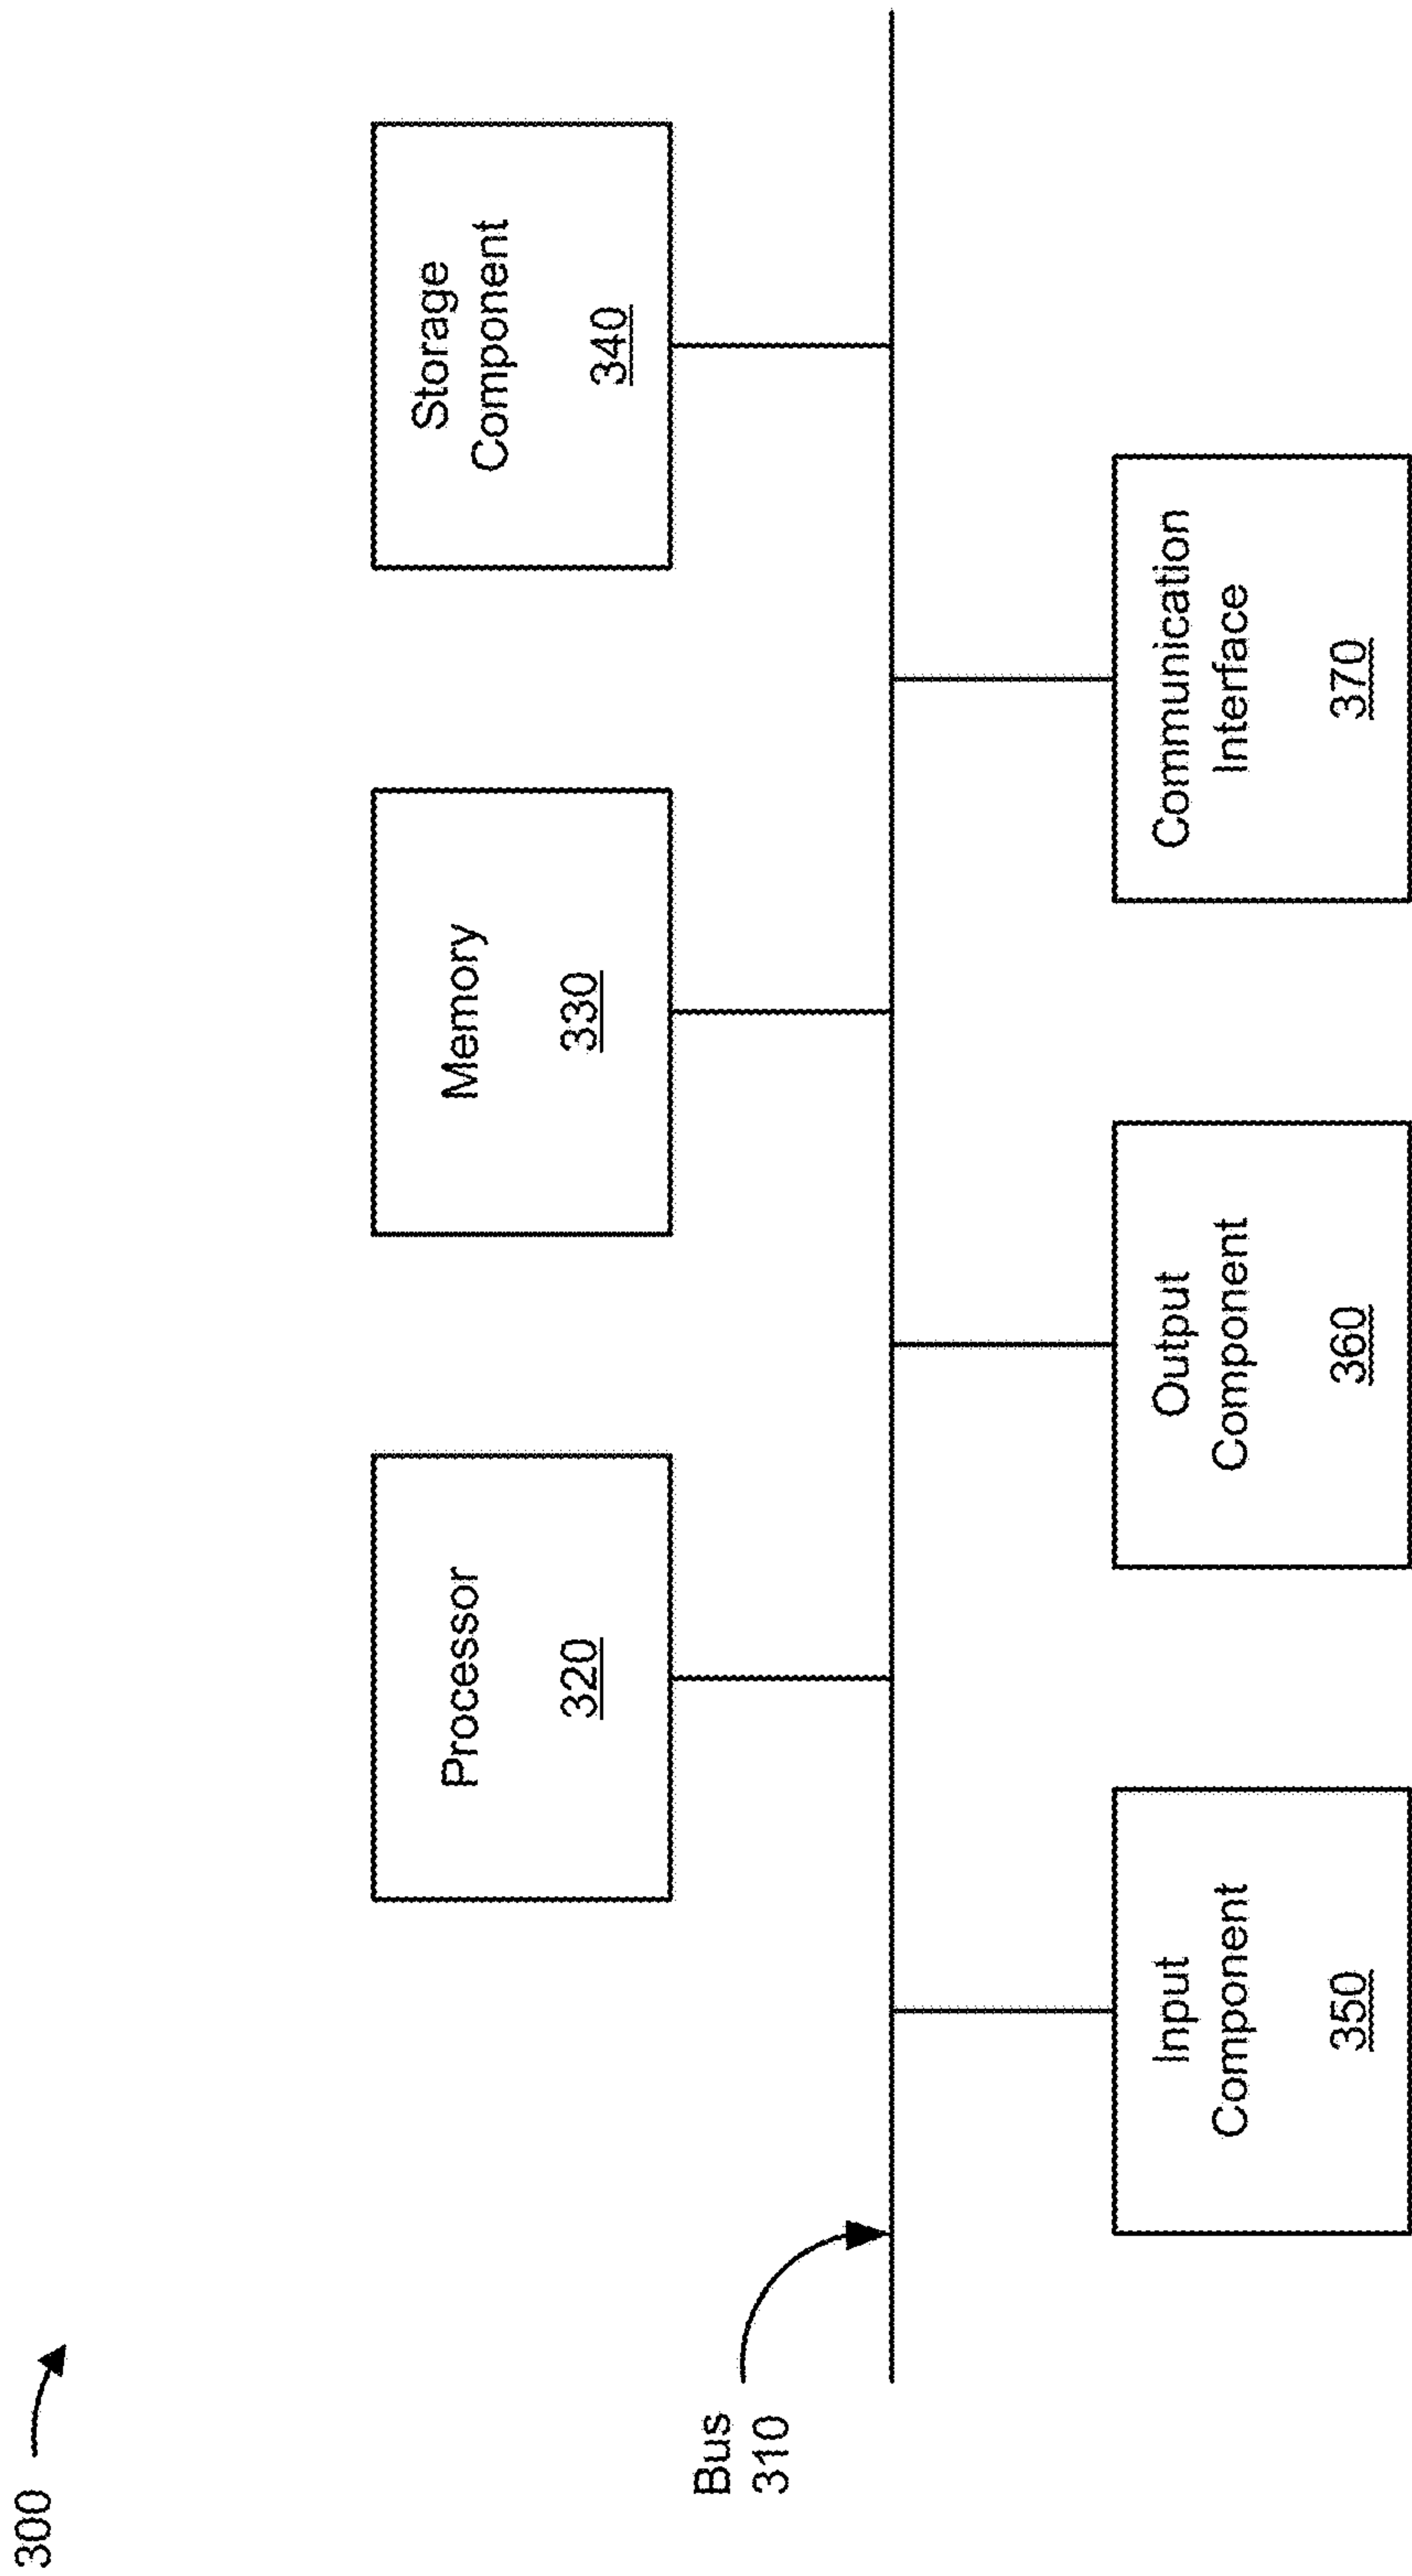 300
Processor
320
Memory
330
Storage
Component
340
Bus
310
Input
Component
350
Output
Component
360
Communication
Interface
370